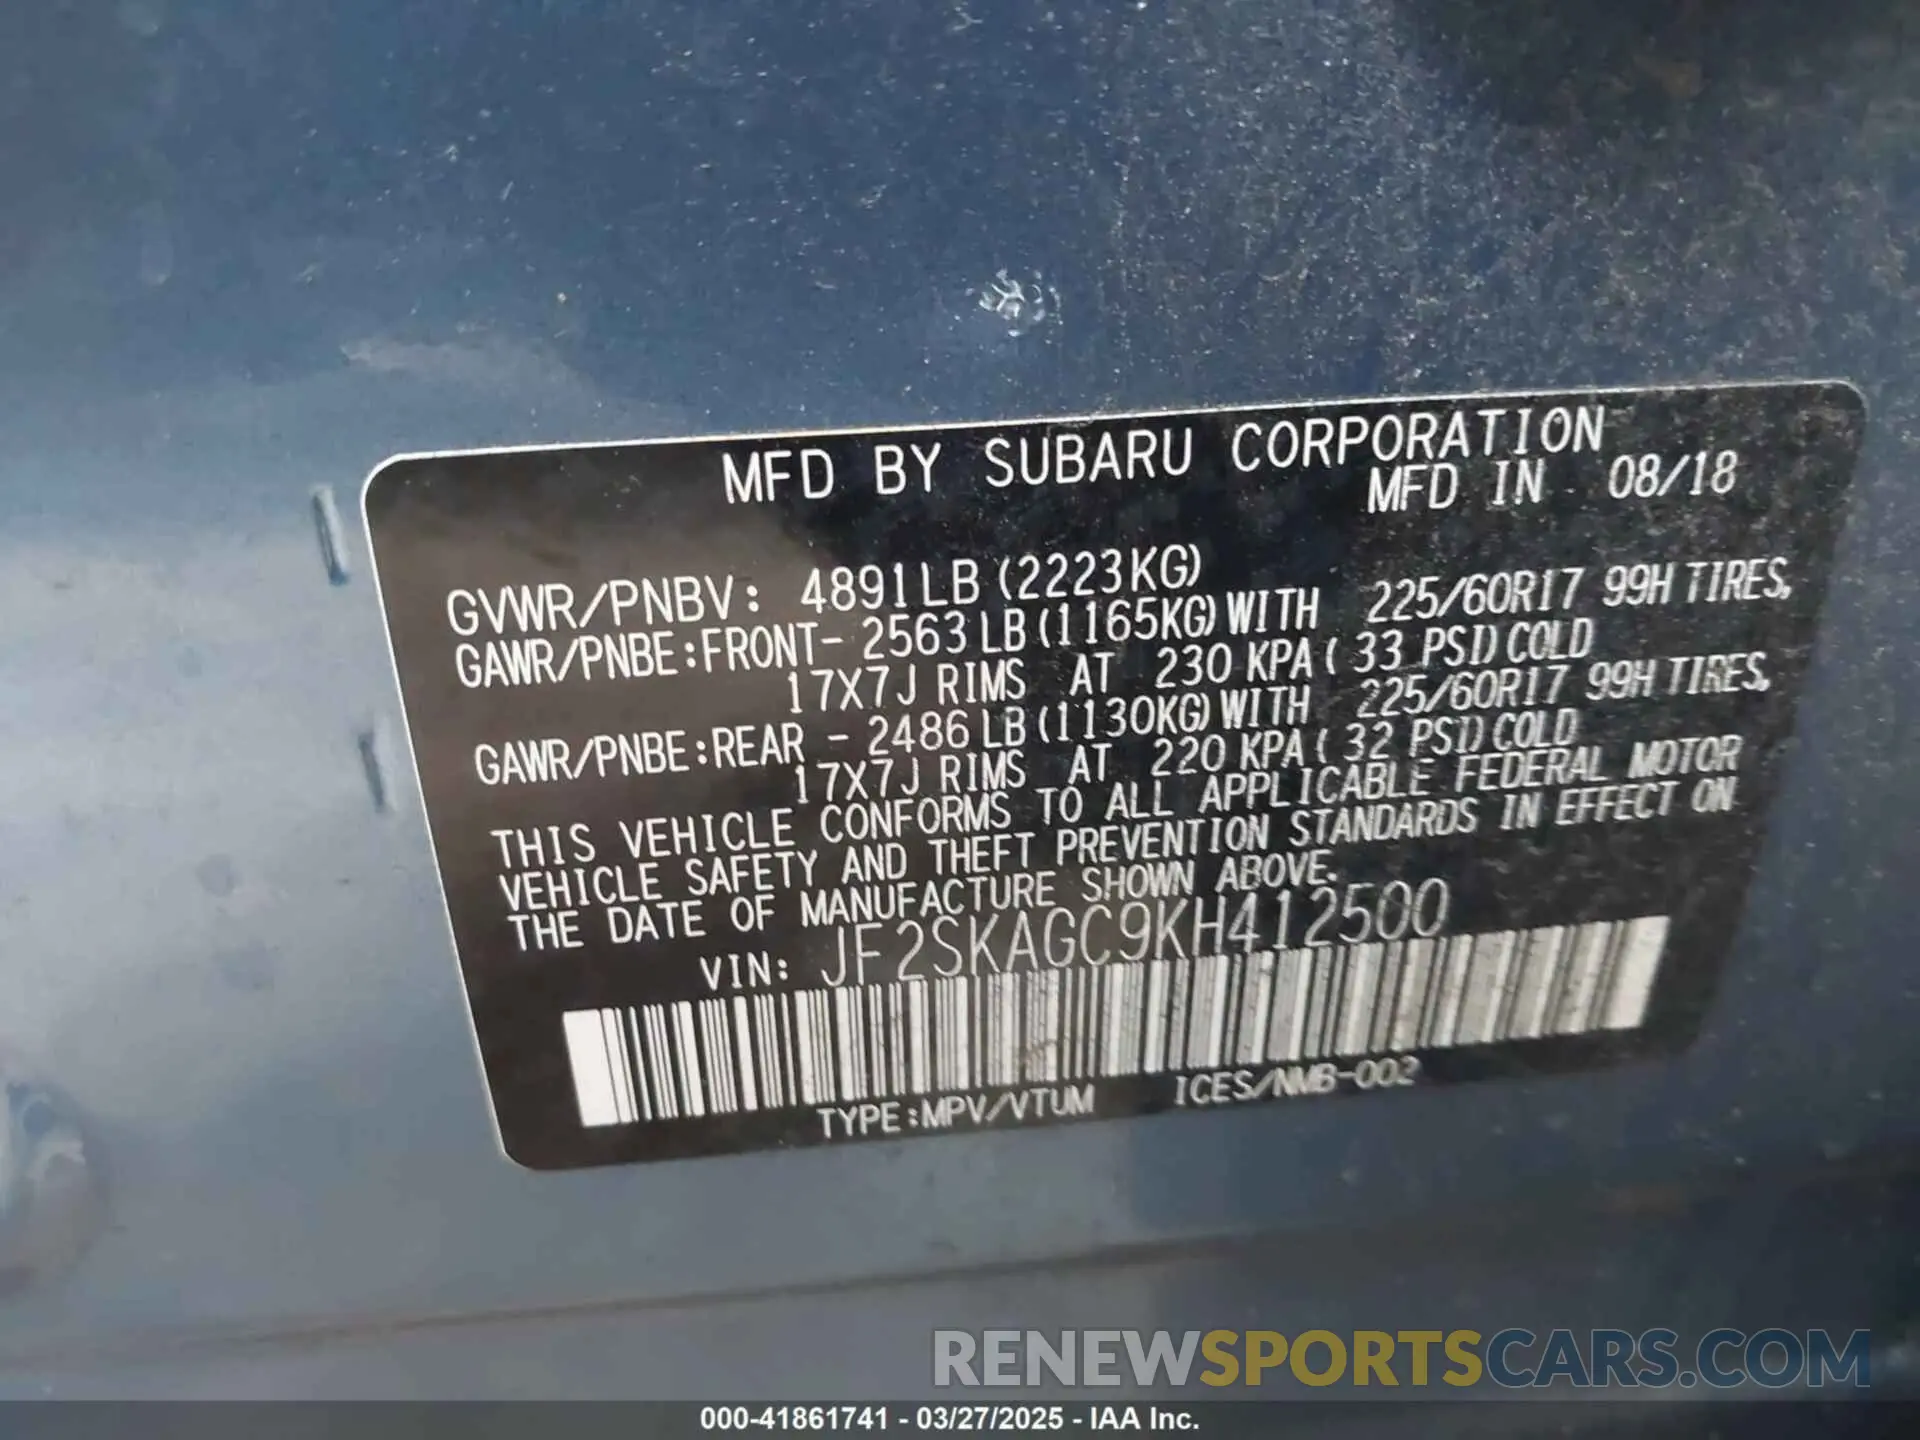 MFD BY SUBARU CORPORATION
MFD IN 08/18
GVWR/PNBV: 4891LB (2223KG)
GAWR/PNBE:FRONT- 2563 LB (1165KG) WITH 225/60R17 99H TIRES,
17X7J RIMS AT 230 KPA ( 33 PSI) COLD
GAWR/PNBE:REAR - 2486 LB (1130KG) WITH 225/60R17 99H TIRES,
17X7J RIMS AT 220 KPA ( 32 PSI) COLD
THIS VEHICLE CONFORMS TO ALL APPLICABLE FEDERAL MOTOR
VEHICLE SAFETY AND THEFT PREVENTION STANDARDS IN EFFECT ON
THE DATE OF MANUFACTURE SHOWN ABOVE.
VIN: JF2SKAGC9KH412500
TYPE:MPV/VTUM ICES/NMB-002
RENEWSPORTSCARS.COM
000-41861741 - 03/27/2025 - IAA Inc.